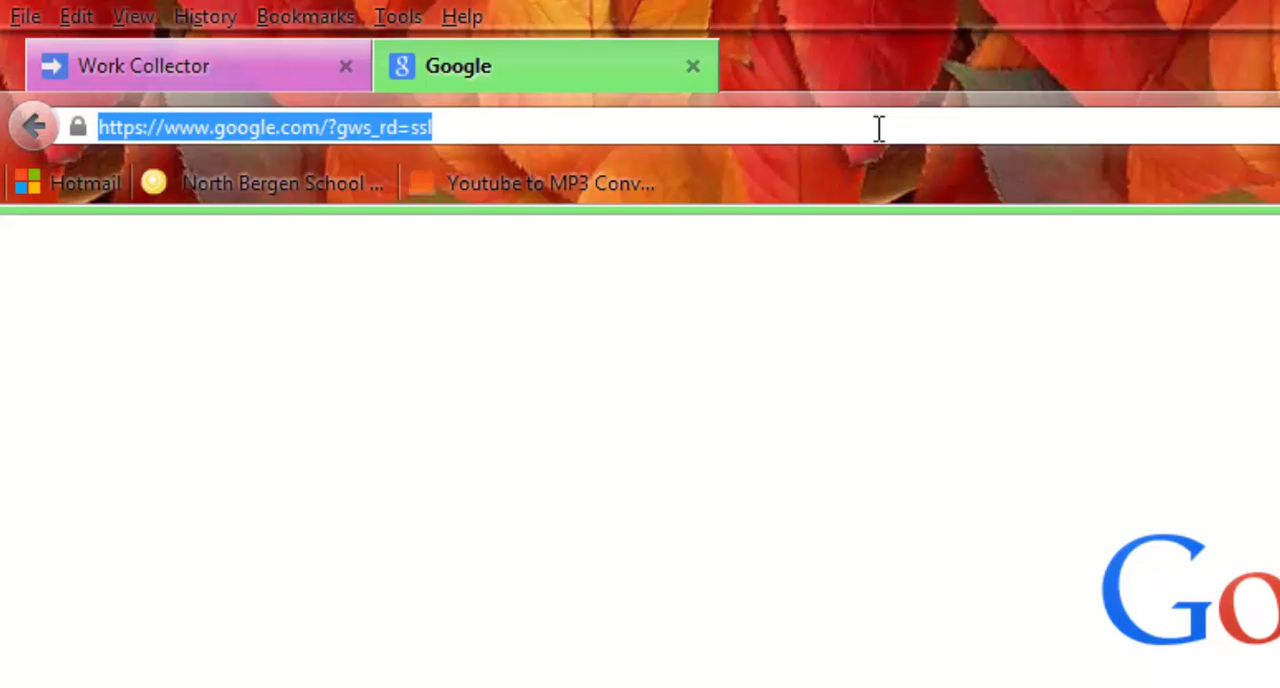 File Edit View History Bookmarks Tools Help
Work Collector Google
https://www.google.com/?gws_rd=ssl
Hotmail North Bergen School ... Youtube to MP3 Conv...
Go